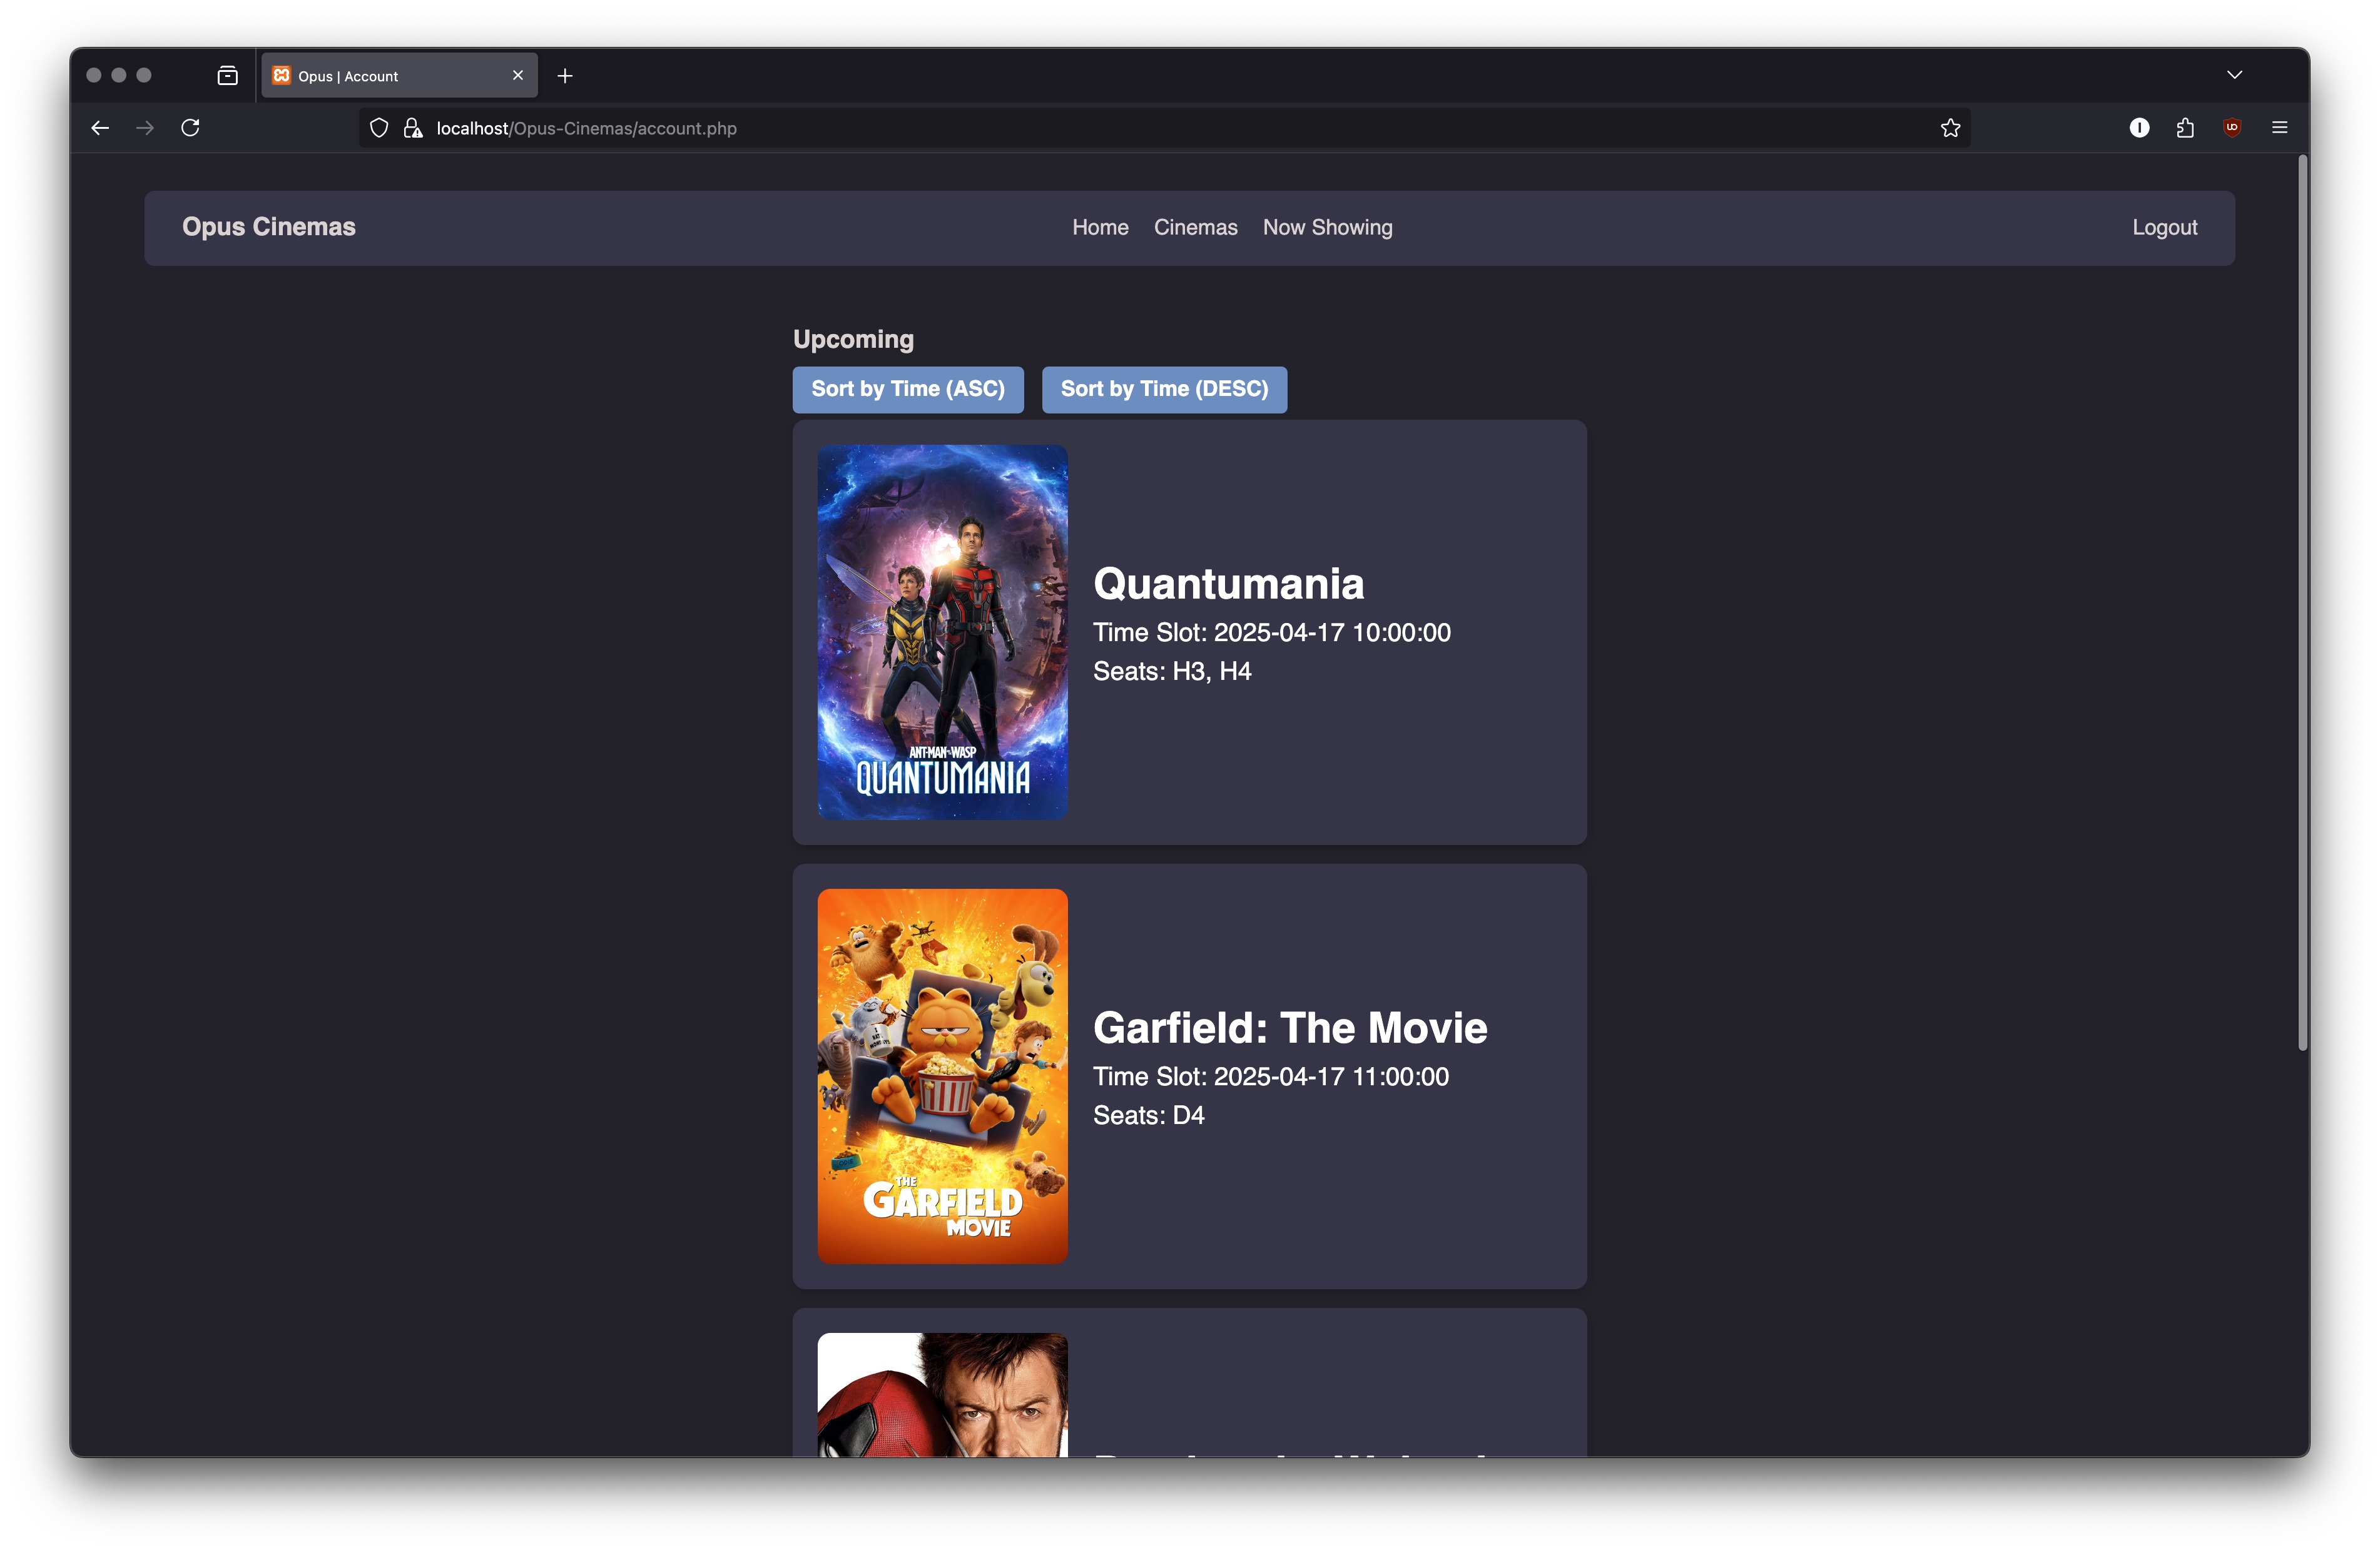 Opus | Account
localhost/Opus-Cinemas/account.php
Opus Cinemas
Home
Cinemas
Now Showing
Logout
Upcoming
Sort by Time (ASC)
Sort by Time (DESC)
ANT-MAN AND THE WASP
QUANTUMANIA
Quantumania
Time Slot: 2025-04-17 10:00:00
Seats: H3, H4
THE
GARFIELD
MOVIE
Garfield: The Movie
Time Slot: 2025-04-17 11:00:00
Seats: D4